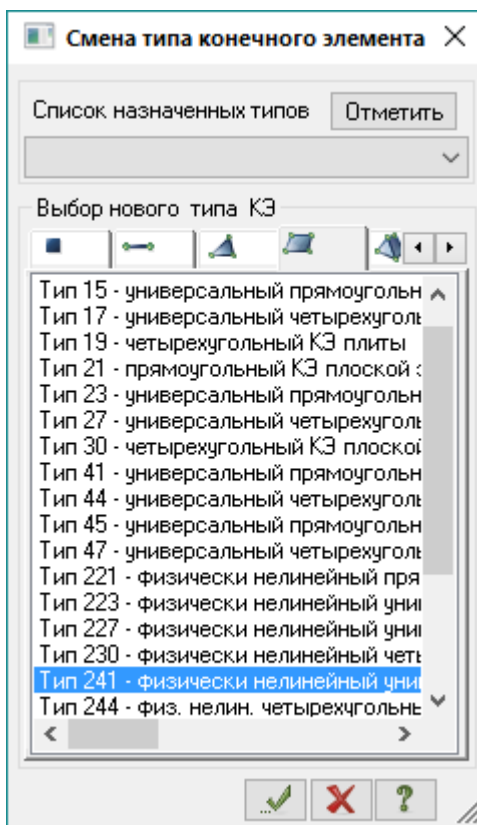 Смена типа конечного элемента
Список назначенных типов Отметить
Выбор нового типа КЭ
Тип 15 - универсальный прямоугольн
Тип 17 - универсальный четырехуголь
Тип 19 - четырехугольный КЭ плиты
Тип 21 - прямоугольный КЭ плоской з
Тип 23 - универсальный прямоугольн
Тип 27 - универсальный четырехуголь
Тип 30 - четырехугольный КЭ плоской
Тип 41 - универсальный прямоугольн
Тип 44 - универсальный четырехуголь
Тип 45 - универсальный прямоугольн
Тип 47 - универсальный четырехуголь
Тип 221 - физически нелинейный пря
Тип 223 - физически нелинейный уни
Тип 227 - физически нелинейный уни
Тип 230 - физически нелинейный четы
Тип 241 - физически нелинейный уни
Тип 244 - физ. нелин. четырехугольнь